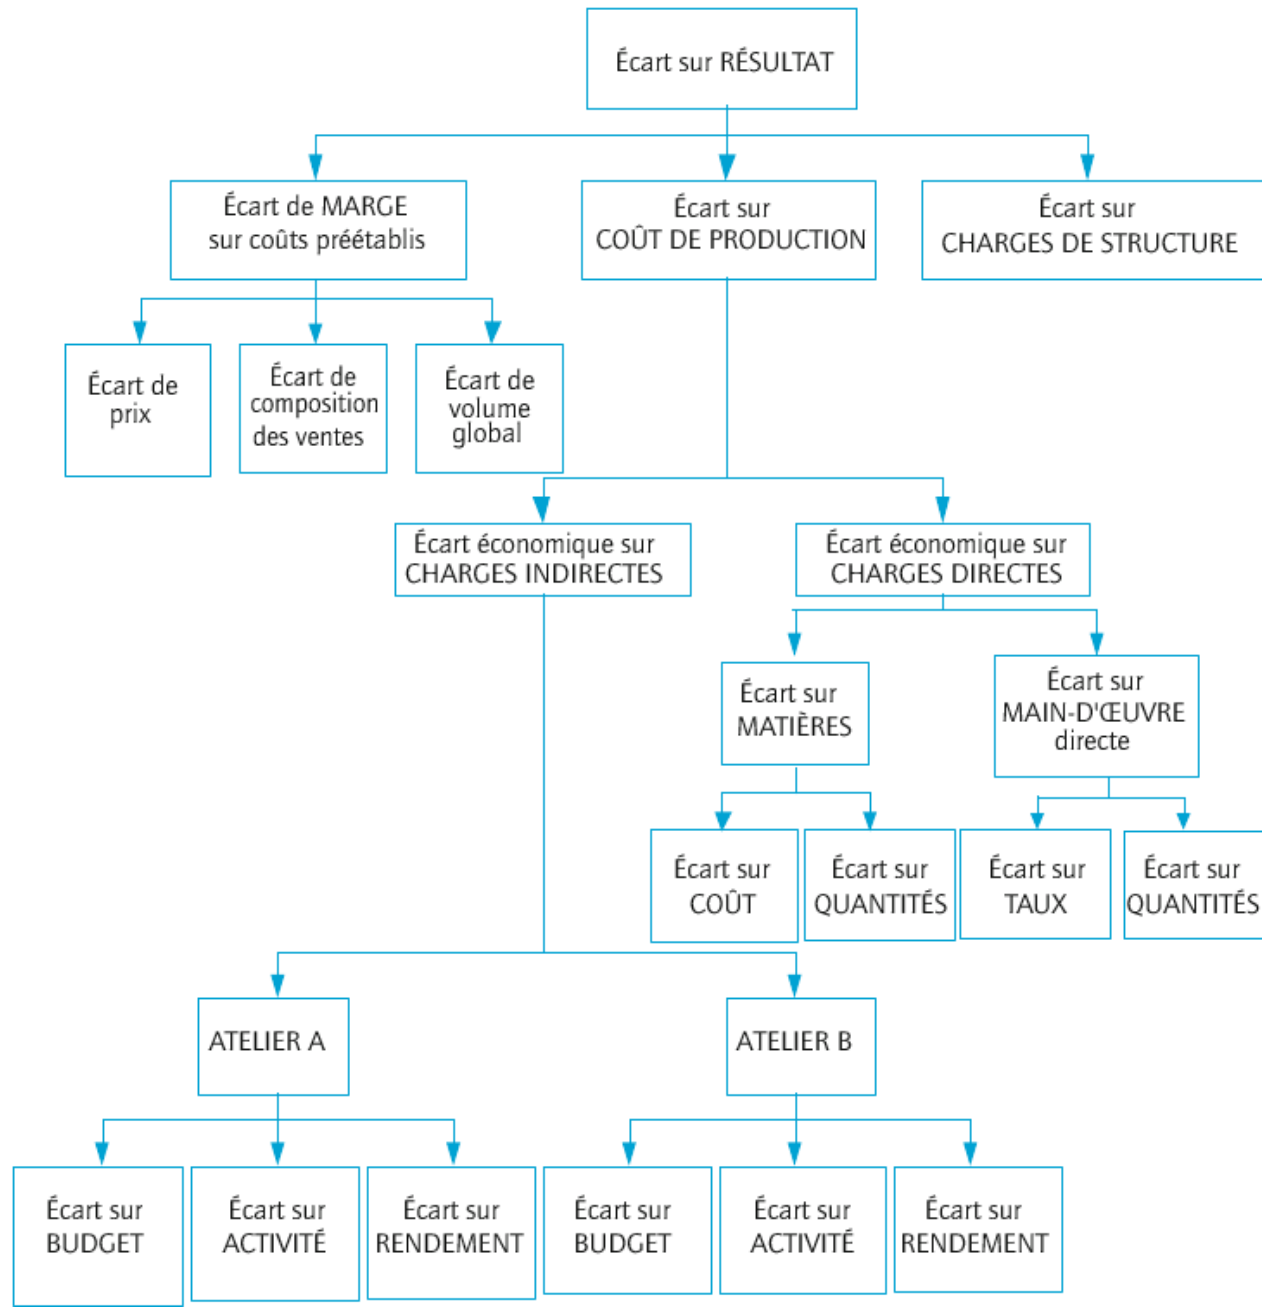 Écart sur RÉSULTAT
Écart de MARGE
sur coûts préétablis
Écart sur
COÛT DE PRODUCTION
Écart sur
CHARGES DE STRUCTURE
Écart de
prix
Écart de
composition
des ventes
Écart de
volume
global
Écart économique sur
CHARGES INDIRECTES
Écart économique sur
CHARGES DIRECTES
Écart sur
MATIÈRES
Écart sur
MAIN-D'ŒUVRE
directe
Écart sur
COÛT
Écart sur
QUANTITÉS
Écart sur
TAUX
Écart sur
QUANTITÉS
ATELIER A
ATELIER B
Écart sur
BUDGET
Écart sur
ACTIVITÉ
Écart sur
RENDEMENT
Écart sur
BUDGET
Écart sur
ACTIVITÉ
Écart sur
RENDEMENT